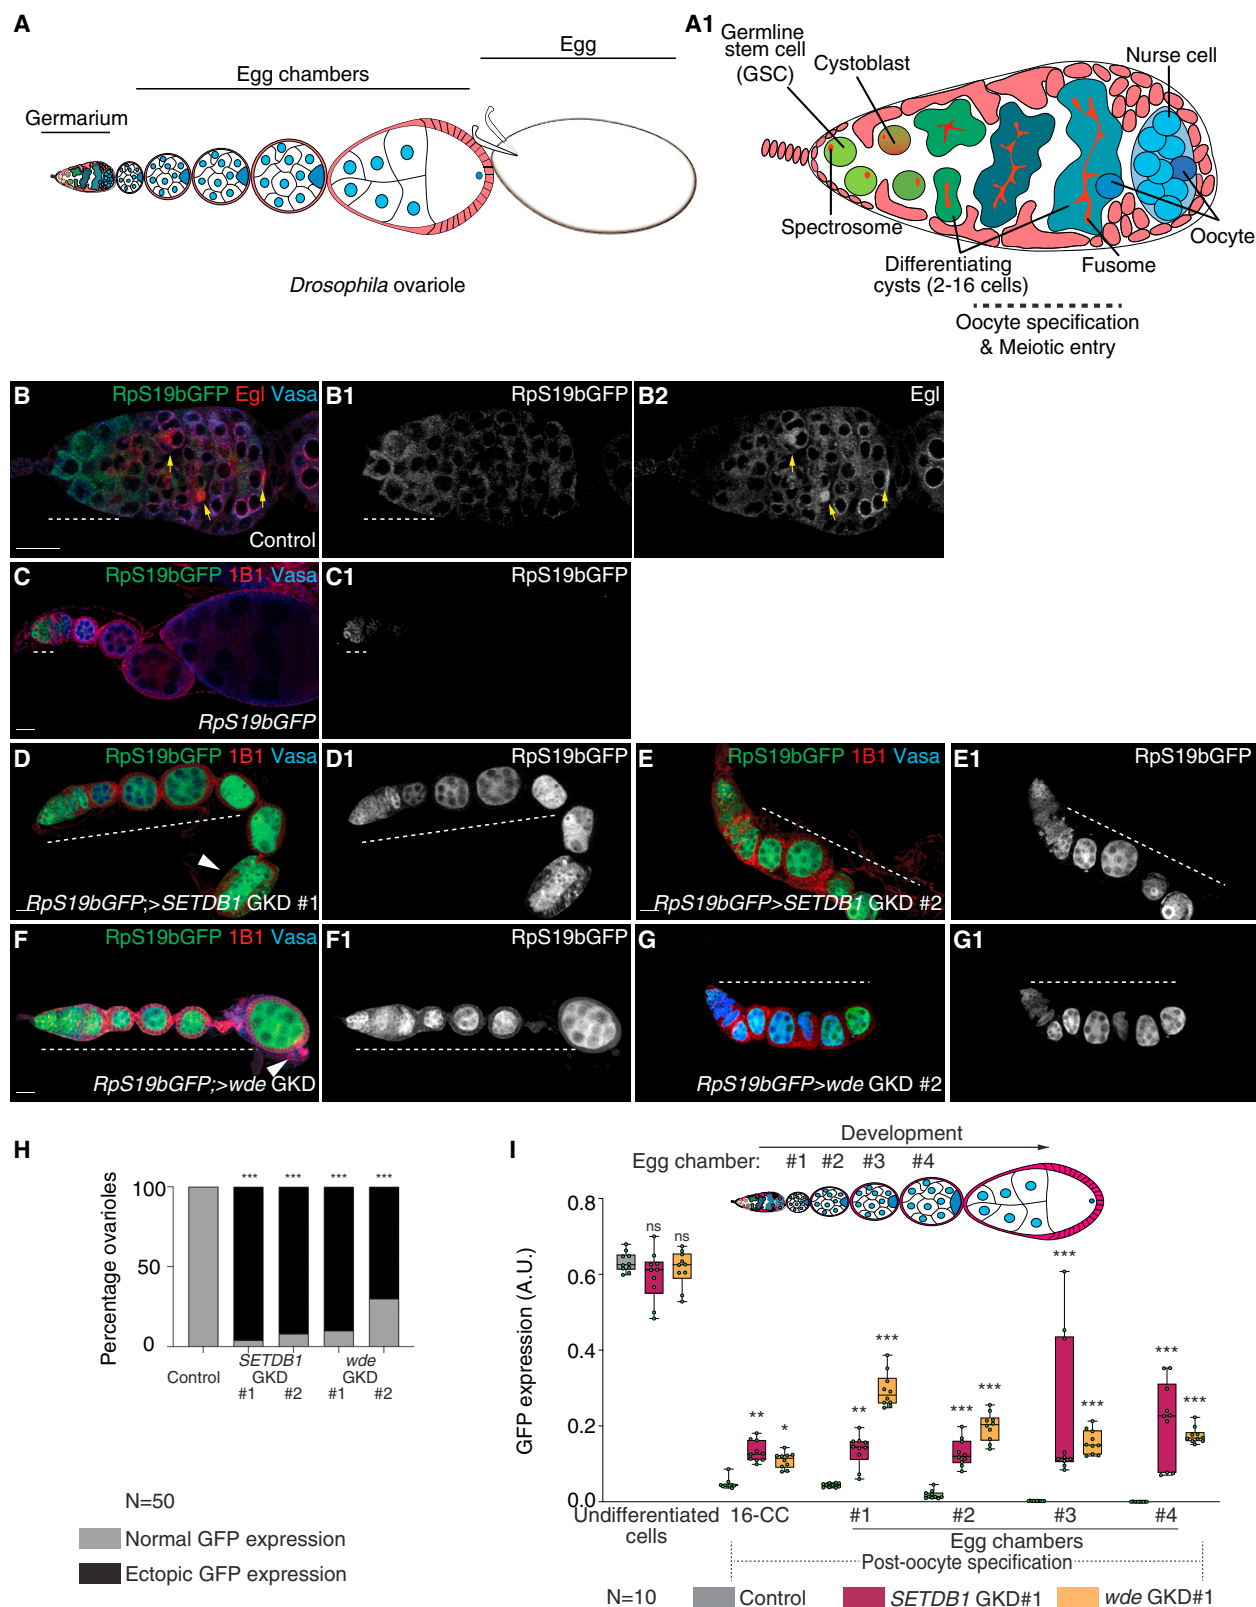 A
Egg
Egg chambers
Germarium
Drosophila ovariole
A1
Germline
stem cell
(GSC)
Cystoblast
Nurse cell
Spectrosome
Oocyte
Differentiating
cysts (2-16 cells)
Fusome
Oocyte specification
& Meiotic entry
B RpS19bGFP Egl Vasa
Control
B1 RpS19bGFP
B2 Egl
C RpS19bGFP 1B1 Vasa
RpS19bGFP
C1 RpS19bGFP
D RpS19bGFP 1B1 Vasa
RpS19bGFP;>SETDB1 GKD #1
D1 RpS19bGFP
E RpS19bGFP 1B1 Vasa
RpS19bGFP>SETDB1 GKD #2
E1 RpS19bGFP
F RpS19bGFP 1B1 Vasa
RpS19bGFP;>wde GKD
F1 RpS19bGFP
G
RpS19bGFP>wde GKD #2
G1
H
Percentage ovarioles
100
50
0
*** *** *** ***
Control
SETDB1
GKD
#1 #2
wde
GKD
#1 #2
N=50
Normal GFP expression
Ectopic GFP expression
I
Development
Egg chamber: #1 #2 #3 #4
GFP expression (A.U.)
0.8
0.6
0.4
0.2
0.0
ns ns
** *
** ***
*** ***
*** ***
*** ***
Undifferentiated
cells
16-CC
#1 #2 #3 #4
Egg chambers
Post-oocyte specification
N=10 Control SETDB1 GKD#1 wde GKD#1